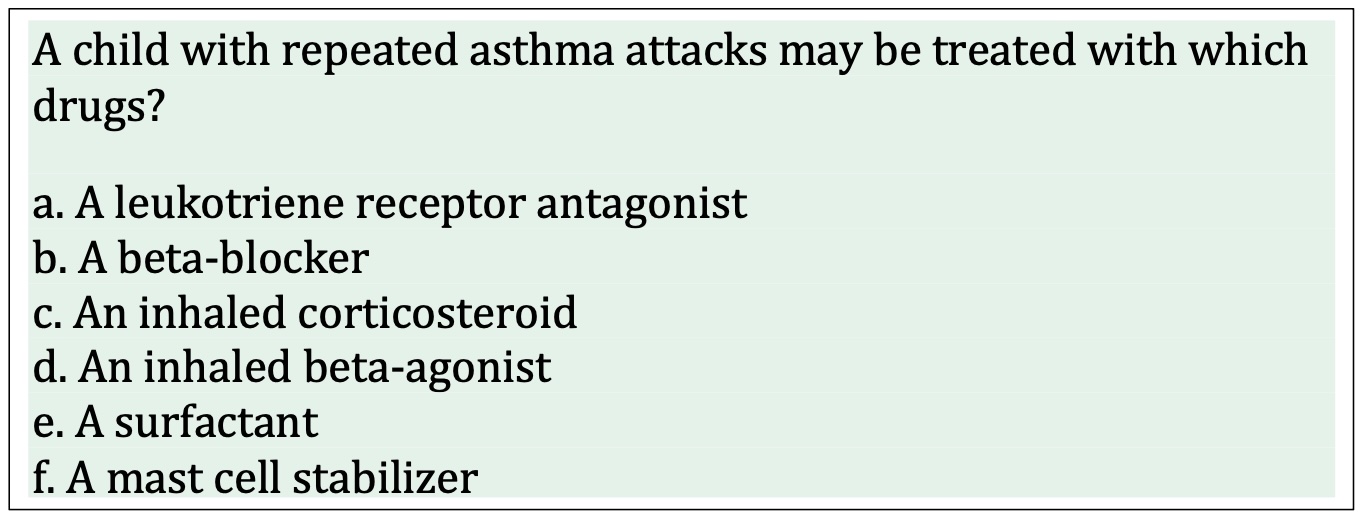 A child with repeated asthma attacks may be treated with which
drugs?
a. A leukotriene receptor antagonist
b. A beta-blocker
c. An inhaled corticosteroid
d. An inhaled beta-agonist
e. A surfactant
f. A mast cell stabilizer